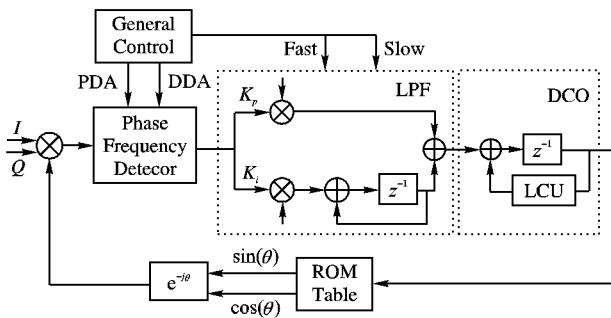 General
Control
Fast
Slow
PDA
DDA
LPF
DCO
I
Q
Phase
Frequency
Detecor
K_p
K_i
z^{-1}
z^{-1}
LCU
e^{-jθ}
sin(θ)
cos(θ)
ROM
Table